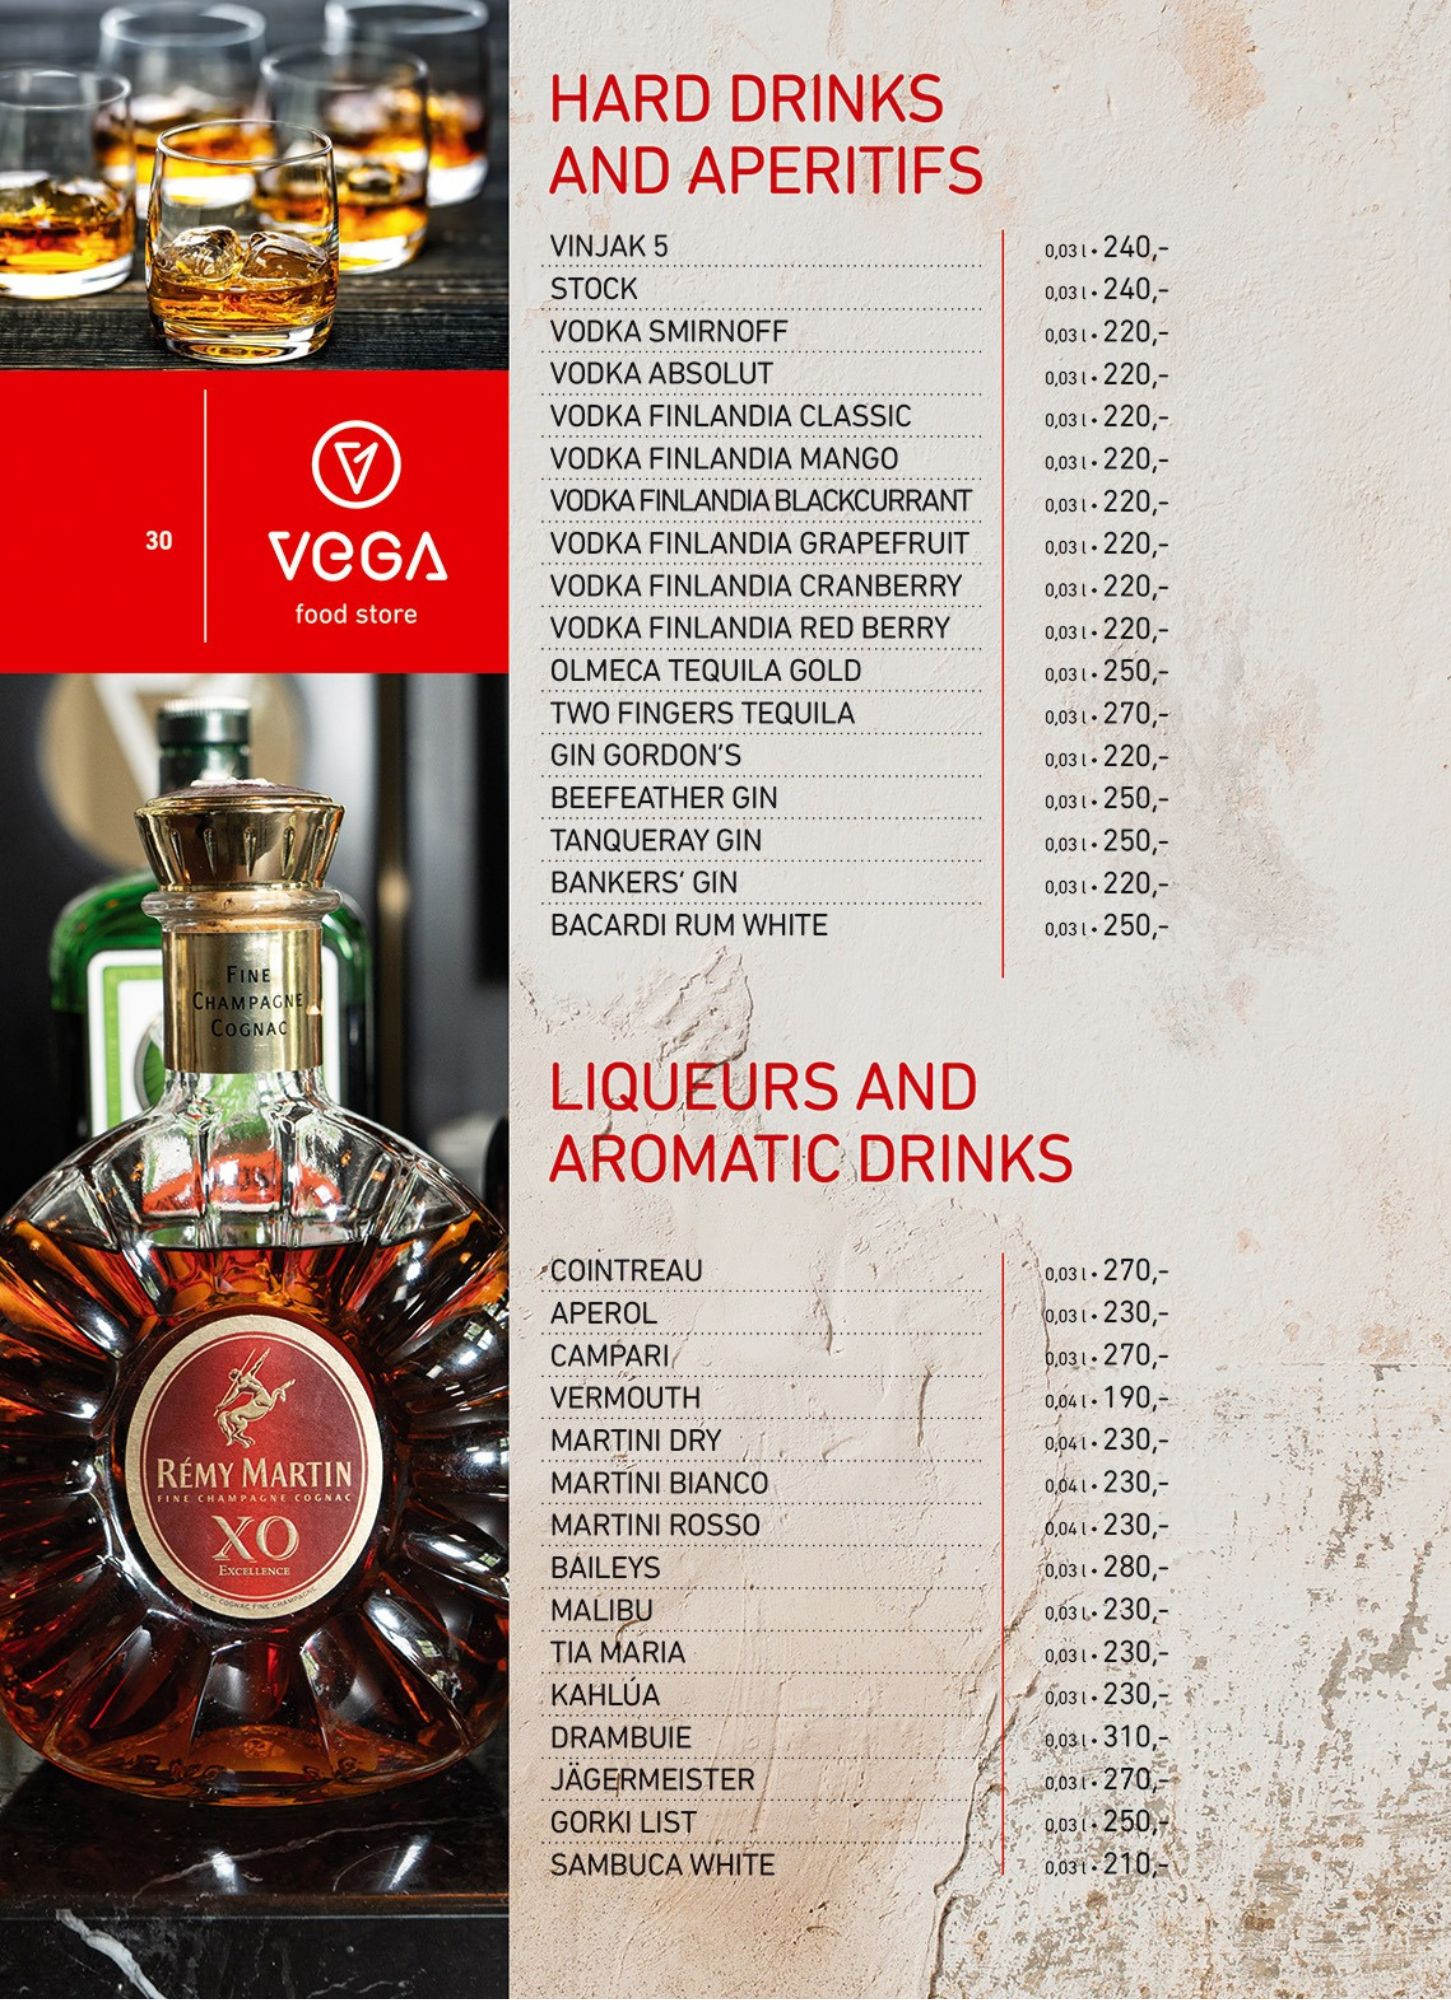 HARD DRINKS
AND APERITIFS
VINJAK 5 0,03 l • 240,-
STOCK 0,03 l • 240,-
VODKA SMIRNOFF 0,03 l • 220,-
VODKA ABSOLUT 0,03 l • 220,-
VODKA FINLANDIA CLASSIC 0,03 l • 220,-
VODKA FINLANDIA MANGO 0,03 l • 220,-
VODKA FINLANDIA BLACKCURRANT 0,03 l • 220,-
VODKA FINLANDIA GRAPEFRUIT 0,03 l • 220,-
VODKA FINLANDIA CRANBERRY 0,03 l • 220,-
VODKA FINLANDIA RED BERRY 0,03 l • 220,-
OLMECA TEQUILA GOLD 0,03 l • 250,-
TWO FINGERS TEQUILA 0,03 l • 270,-
GIN GORDON'S 0,03 l • 220,-
BEEFEATHER GIN 0,03 l • 250,-
TANQUERAY GIN 0,03 l • 250,-
BANKERS' GIN 0,03 l • 220,-
BACARDI RUM WHITE 0,03 l • 250,-
LIQUEURS AND
AROMATIC DRINKS
COINTREAU 0,03 l • 270,-
APEROL 0,03 l • 230,-
CAMPARI 0,03 l • 270,-
VERMOUTH 0,04 l • 190,-
MARTINI DRY 0,04 l • 230,-
MARTINI BIANCO 0,04 l • 230,-
MARTINI ROSSO 0,04 l • 230,-
BAILEYS 0,03 l • 280,-
MALIBU 0,03 l • 230,-
TIA MARIA 0,03 l • 230,-
KAHLÚA 0,03 l • 230,-
DRAMBUIE 0,03 l • 310,-
JÄGERMEISTER 0,03 l • 270,-
GORKI LIST 0,03 l • 250,-
SAMBUCA WHITE 0,03 l • 210,-
30
VEGA
food store
FINE
CHAMPAGNE
COGNAC
RÉMY MARTIN
FINE CHAMPAGNE COGNAC
XO
EXCELLENCE
COGNAC FINE CHAMPAGNE